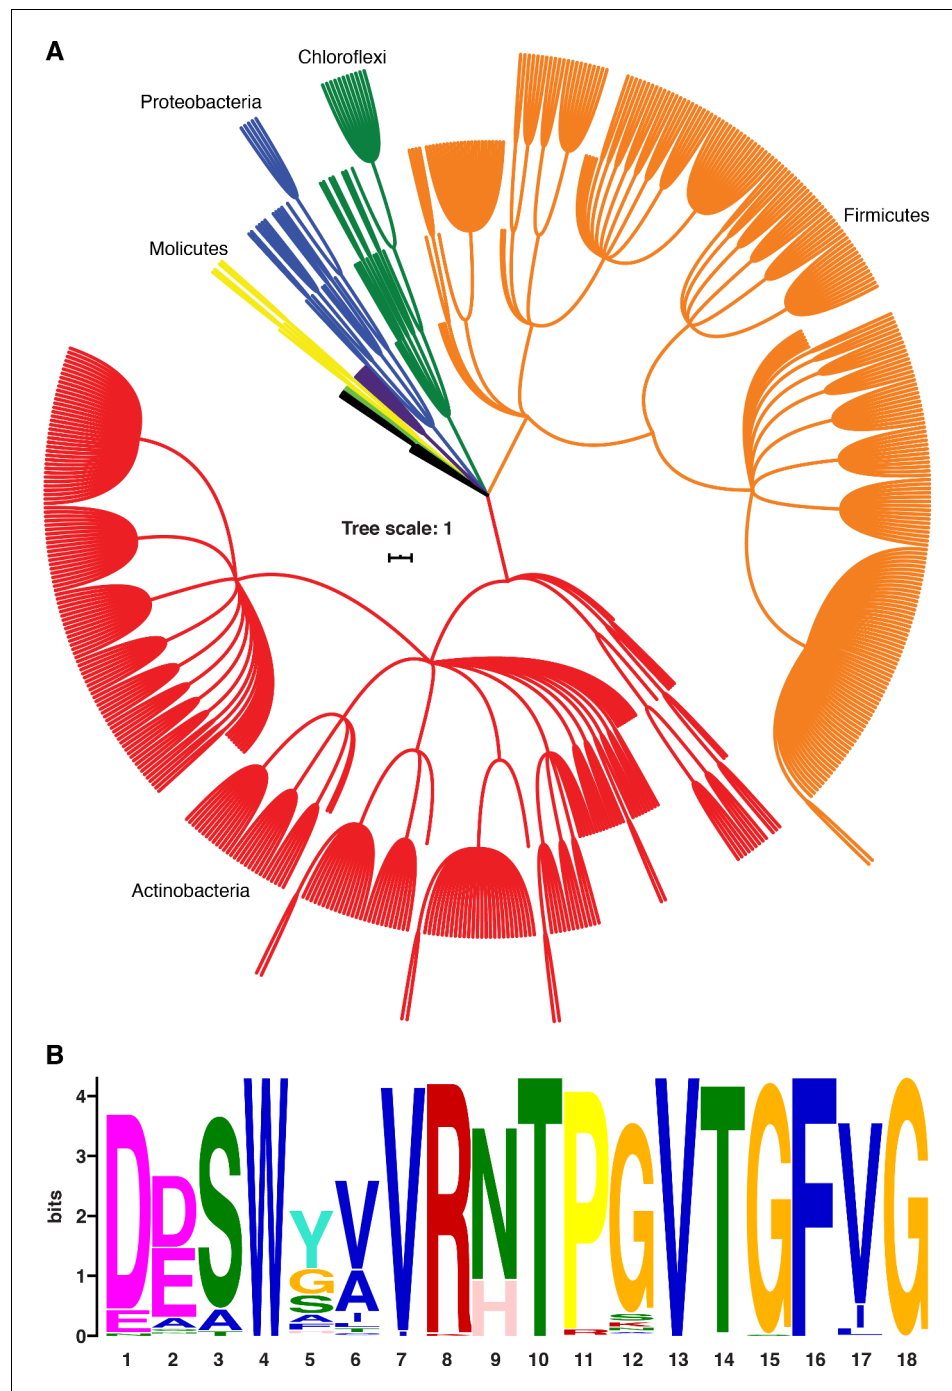 A
Chloroflexi
Proteobacteria
Firmicutes
Molicutes
Tree scale: 1
Actinobacteria
B
bits
4
3
2
1
0
D D S W Y V V R N T P G V T G F V G
E E A G A I H R S I
N A T S I K L
S A T
1 2 3 4 5 6 7 8 9 10 11 12 13 14 15 16 17 18